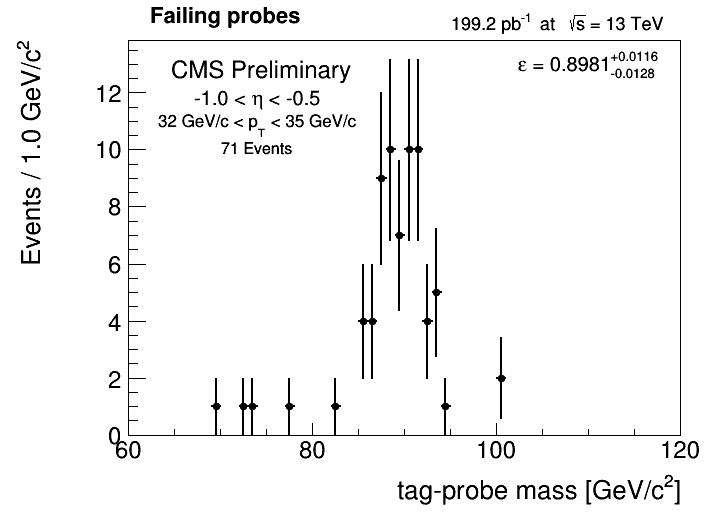 Failing probes
199.2 pb⁻¹ at √s = 13 TeV
CMS Preliminary
ε = 0.8981 +0.0116 -0.0128
-1.0 < η < -0.5
32 GeV/c < p_T < 35 GeV/c
71 Events
Events / 1.0 GeV/c²
12
10
8
6
4
2
0
60 80 100 120
tag-probe mass [GeV/c²]